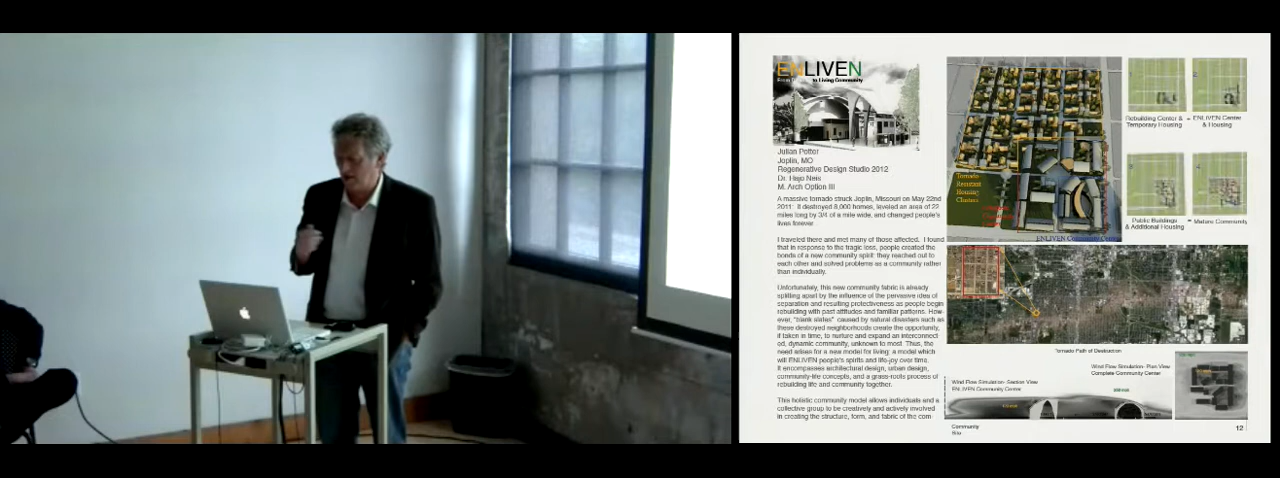 ENLIVEN
to Living Community
Julian Potter
Joplin, MO
Regenerative Design Studio 2012
Dr. Hajo Neis
M. Arch Option III
A massive tornado struck Joplin, Missouri on May 22nd
2011. It destroyed 8,000 homes, leveled an area of 22
miles long by 3/4 of a mile wide, and changed people's
lives forever.
I traveled there and met many of those affected. I found
that in response to the tragic loss, people created the
bonds of a new community spirit: they reached out to
each other and solved problems as a community rather
than individually.
Unfortunately, this new community fabric is already
splitting apart by the influence of the pervasive idea of
separation and resulting protectiveness as people begin
rebuilding with past attitudes and familiar patterns. How-
ever, "blank slates" caused by natural disasters such as
these destroyed neighborhoods create the opportunity,
if taken in time, to nurture and expand an interconnect
ed, dynamic community, unknown to most. Thus, the
need arises for a new model for living: a model which
will ENLIVEN people's spirits and life-joy over time.
It encompasses architectural design, urban design,
community-life concepts, and a grass-roots process of
rebuilding life and community together.
This holistic community model allows individuals and a
collective group to be creatively and actively involved
in creating the structure, form, and fabric of the com-
Tornado
Resistant
Housing
Clusters
ENLIVEN Community Center
Rebuilding Center &
Temporary Housing
ENLIVEN Center
& Housing
Public Buildings
& Additional Housing
Mature Community
Tornado Path of Destruction
Wind Flow Simulation- Plan View
Complete Community Center
Wind Flow Simulation- Section View
ENLIVEN Community Center
Community
12